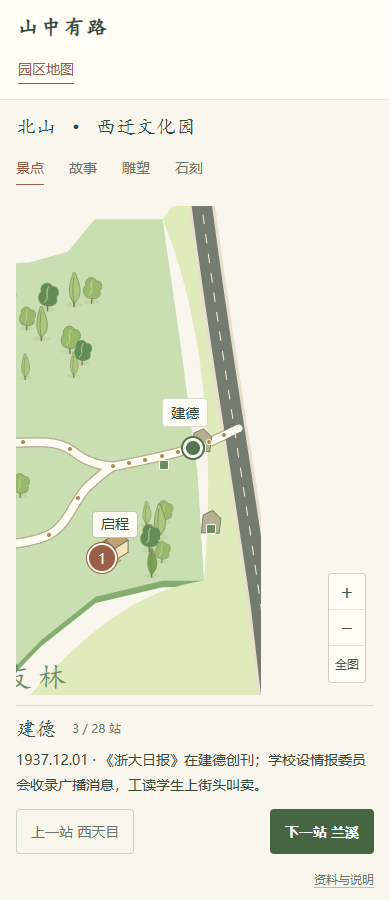 山中有路
园区地图
北山 • 西迁文化园
景点 故事 雕塑 石刻
建德
启程
1
友林
+
−
全图
建德 3 / 28 站
1937.12.01 · 《浙大日报》在建德创刊；学校设情报委员
会收录广播消息，工读学生上街头叫卖。
上一站 西天目
下一站 兰溪
资料与说明